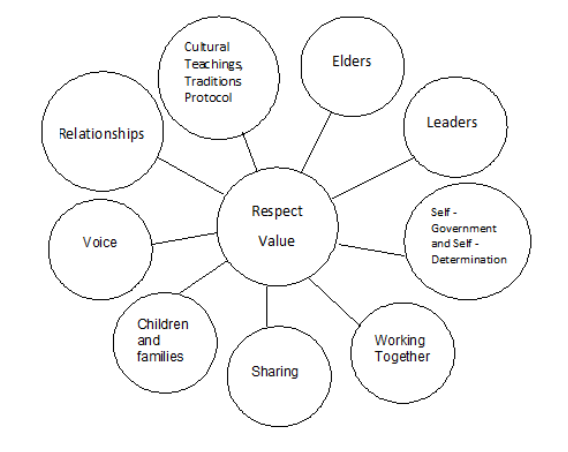 Cultural
Teachings,
Traditions
Protocol
Elders
Leaders
Relationships
Respect
Value
Self -
Government
and Self -
Determination
Voice
Children
and
families
Sharing
Working
Together